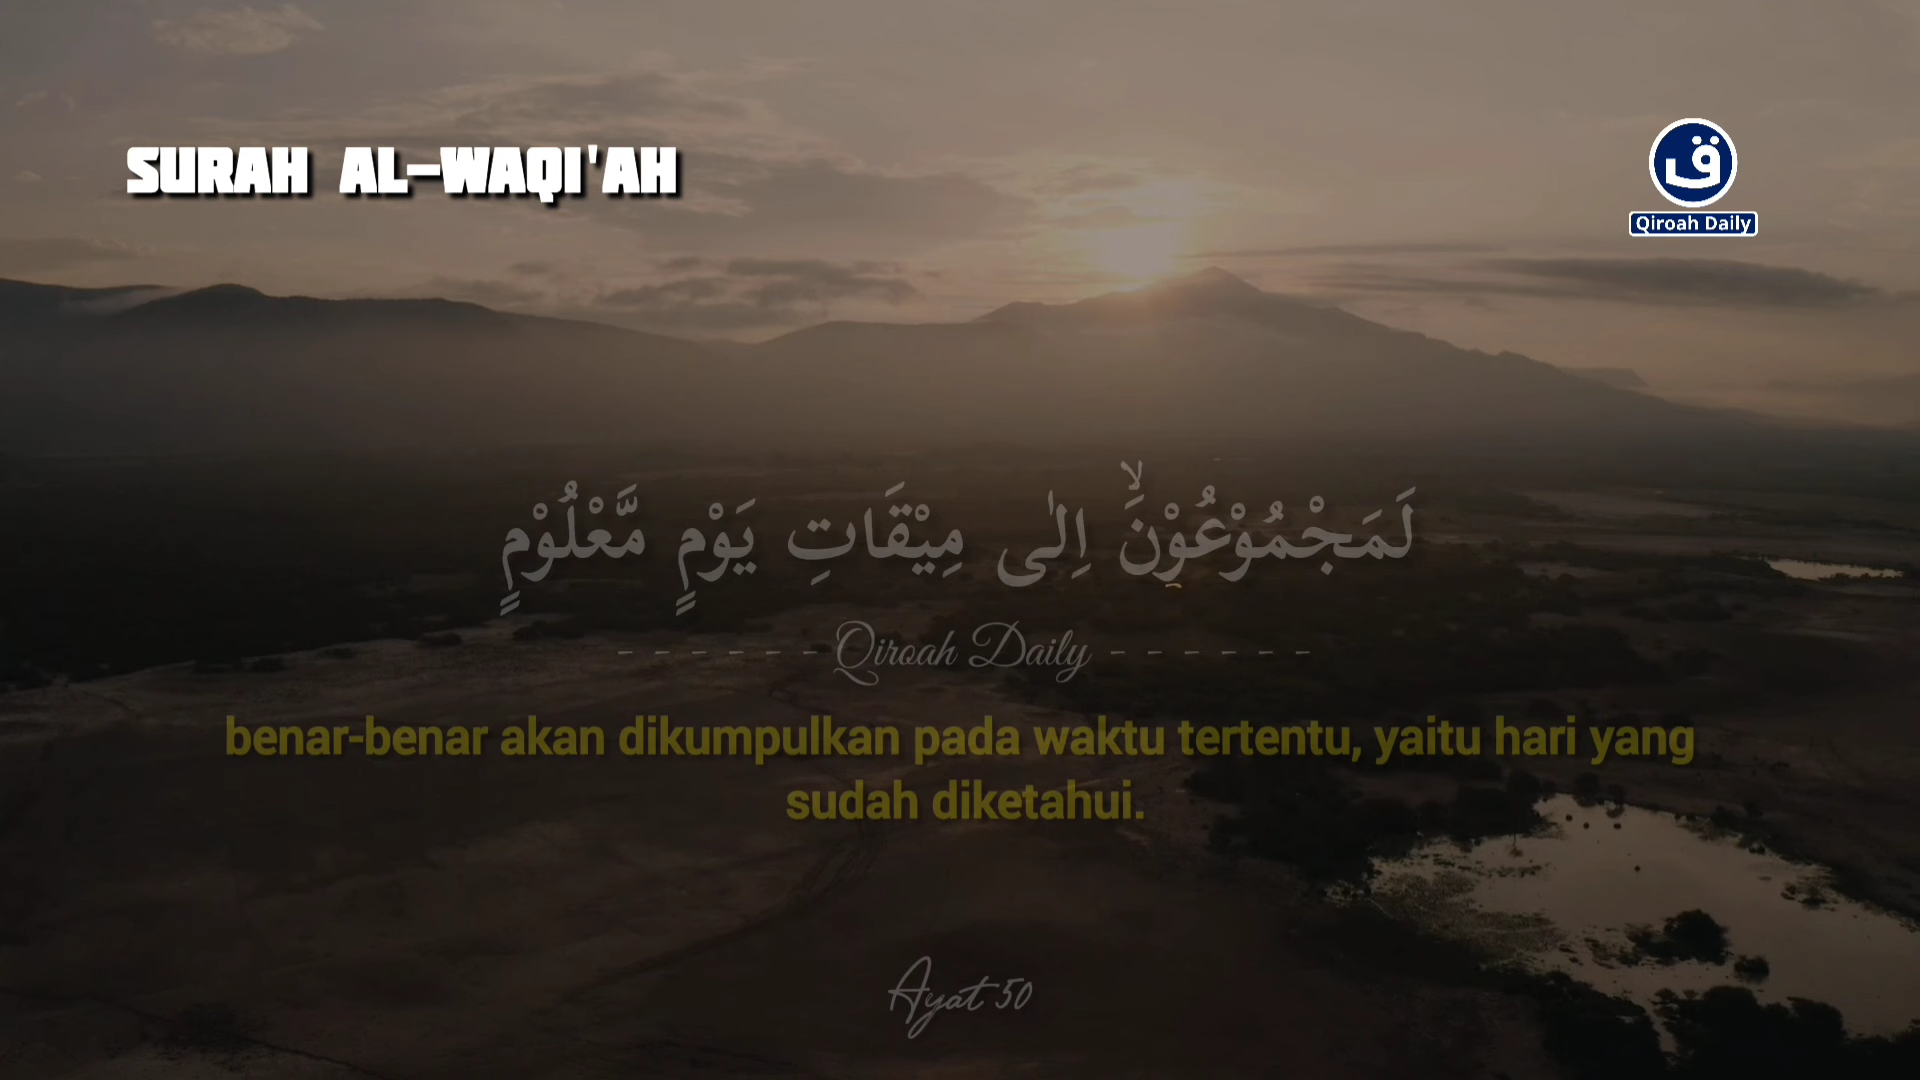 SURAH AL-WAQI'AH
ق
Qiroah Daily
لَمَجْمُوْعُوْنَۙ اِلٰى مِيْقَاتِ يَوْمٍ مَّعْلُوْمٍ
- - - - - - Qiroah Daily - - - - - -
benar-benar akan dikumpulkan pada waktu tertentu, yaitu hari yang
sudah diketahui.
Ayat 50